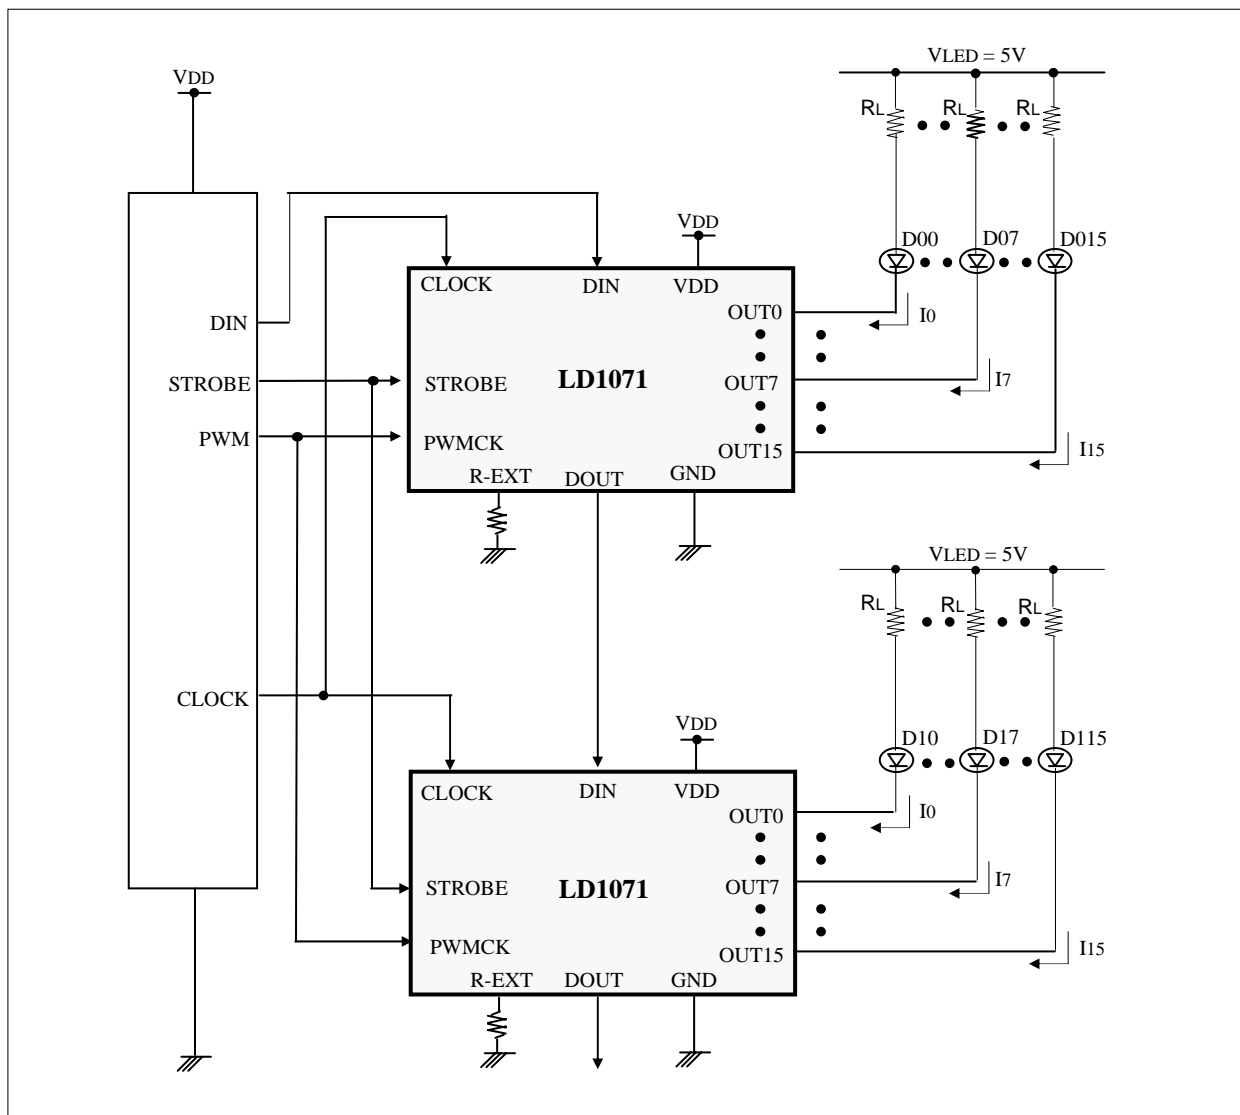 VDD
VLED = 5V
RL RL RL
VDD
D00 D07 D015
CLOCK DIN VDD
OUT0
I0
DIN
STROBE
STROBE
LD1071
OUT7
I7
PWM
PWMCK
OUT15
I15
R-EXT DOUT GND
VLED = 5V
RL RL RL
CLOCK
VDD
D10 D17 D115
CLOCK DIN VDD
OUT0
I0
STROBE
LD1071
OUT7
I7
PWMCK
OUT15
I15
R-EXT DOUT GND